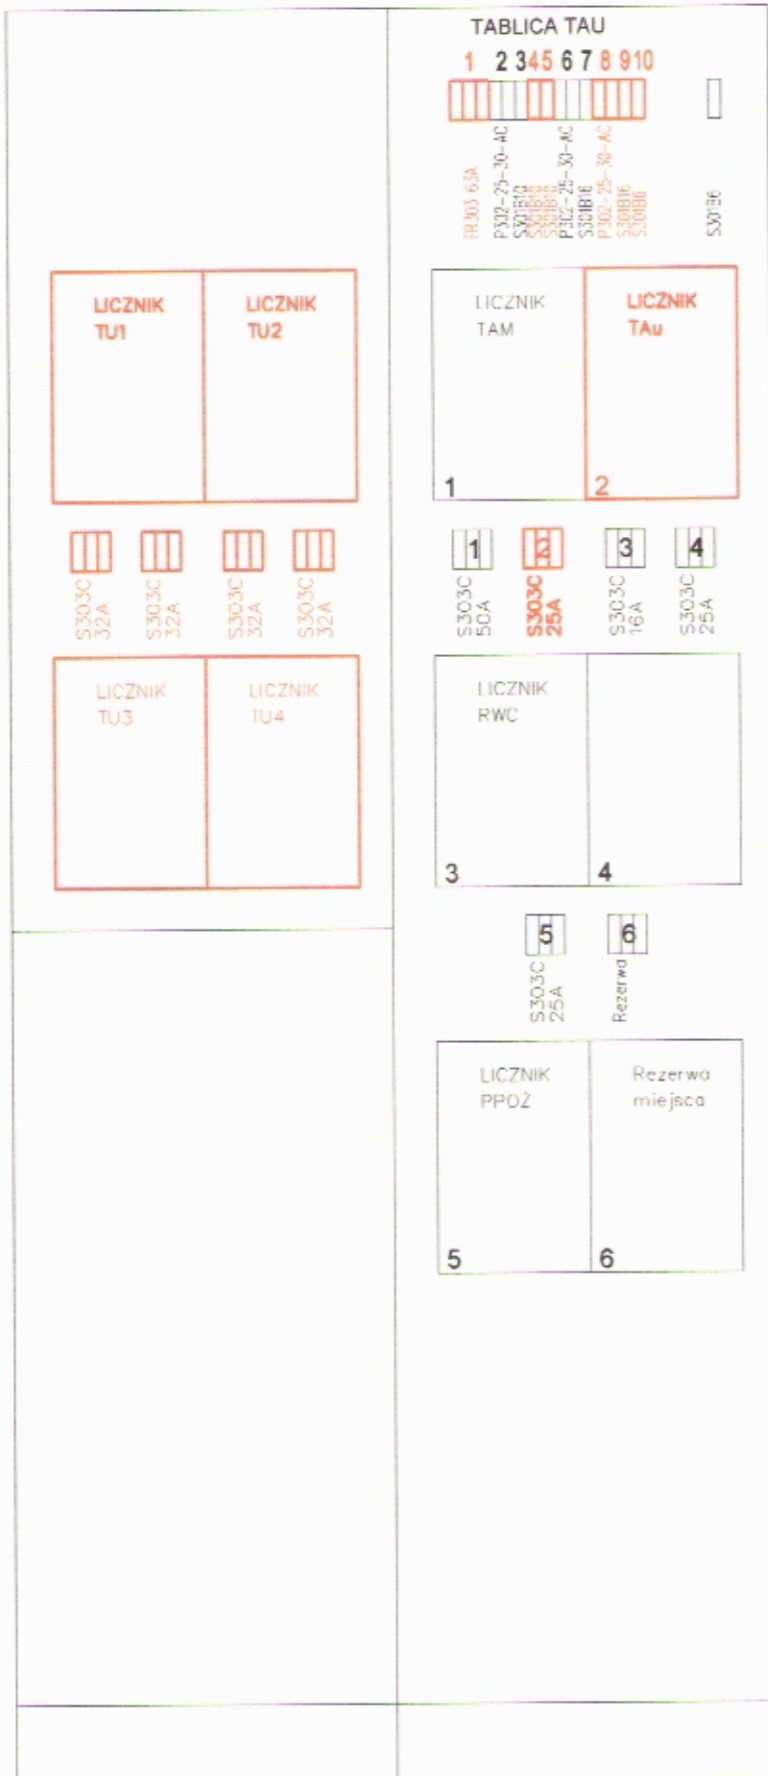 TABLICA TAU
1 2 3 4 5 6 7 8 9 10
FR303 63A
P302-25-30-AC
S301B10
P302-25-30-AC
S301B16
P302-25-30-AC
S301B16
S301B6
S301B6
LICZNIK
TU1
LICZNIK
TU2
LICZNIK
TAM
1
LICZNIK
TAu
2
S303C
32A
S303C
32A
S303C
32A
S303C
32A
1
S303C
50A
2
S303C
25A
3
S303C
16A
4
S303C
25A
LICZNIK
TU3
LICZNIK
TU4
LICZNIK
RWC
3
4
5
S303C
25A
6
Rezerwa
LICZNIK
PPOŻ
5
Rezerwa
miejsca
6